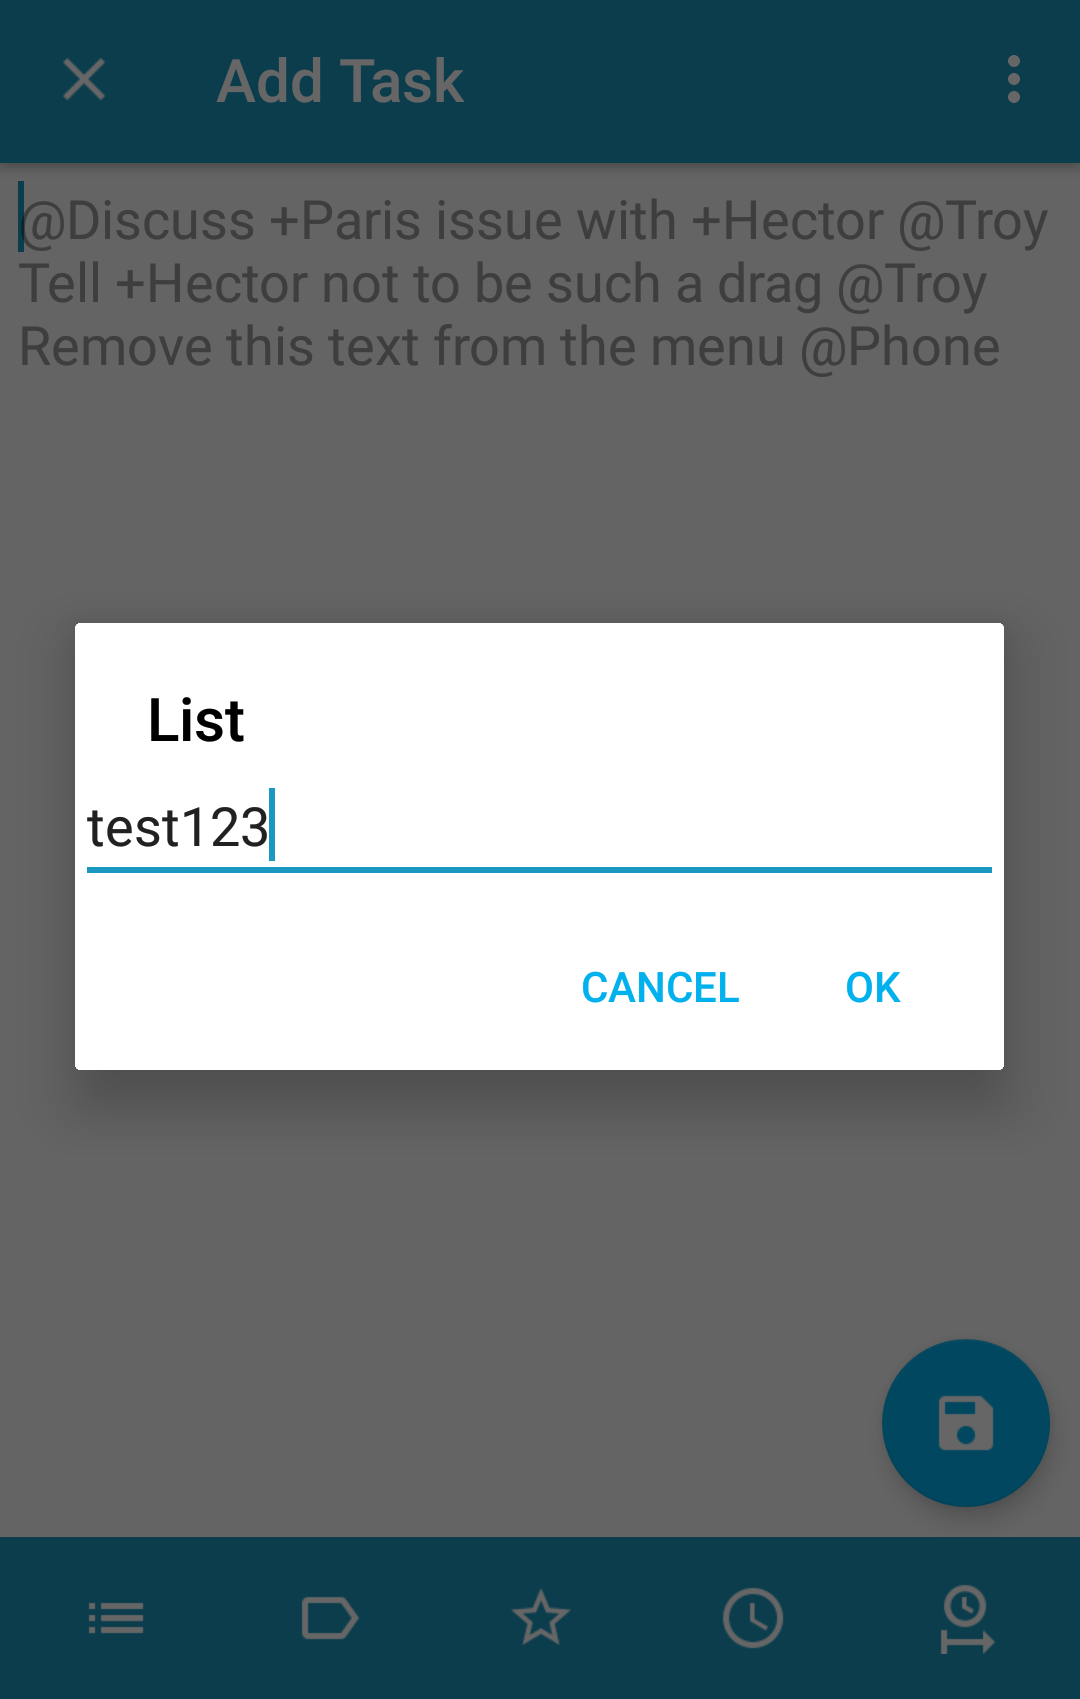 Add Task
@Discuss +Paris issue with +Hector @Troy
Tell +Hector not to be such a drag @Troy
Remove this text from the menu @Phone
List
test123
CANCEL OK